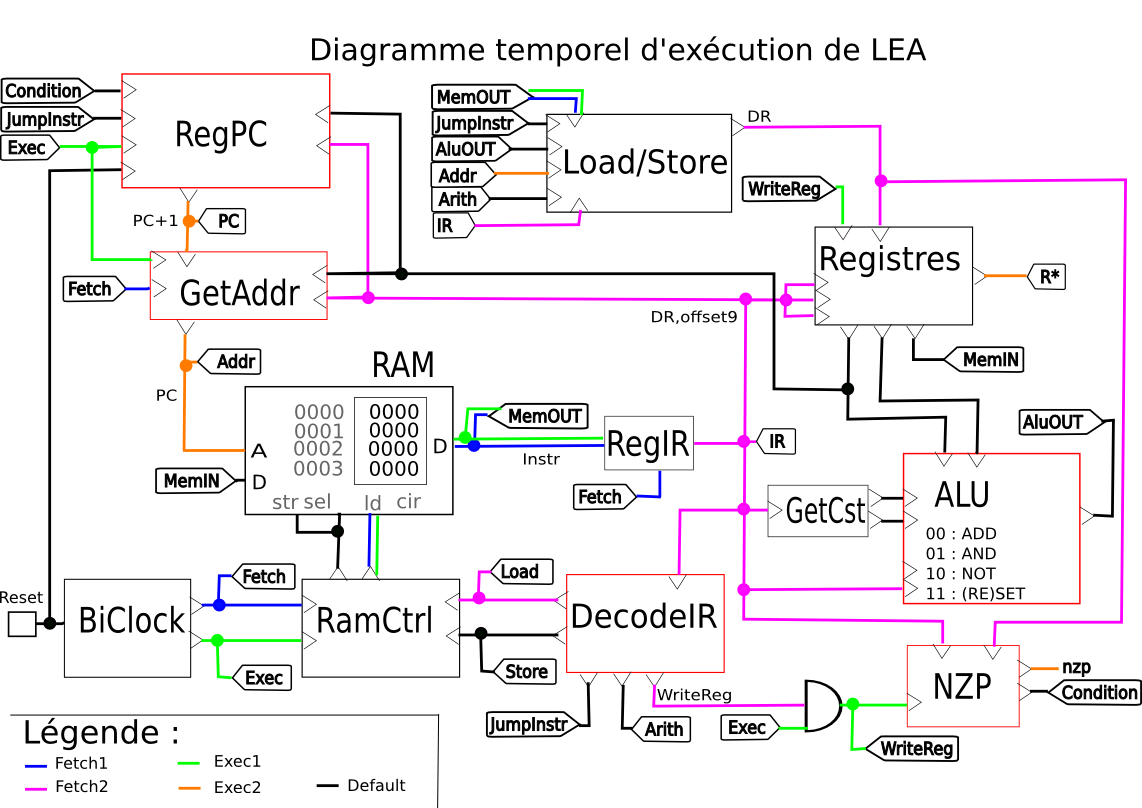 Diagramme temporel d'exécution de LEA
Condition
JumpInstr
Exec
RegPC
PC+1
PC
Fetch
GetAddr
Addr
PC
MemOUT
JumpInstr
AluOUT
Addr
Arith
IR
Load/Store
DR
WriteReg
Registres
R*
DR,offset9
MemIN
RAM
0000 0000
0001 0000
0002 0000
0003 0000
A
D
D
MemIN
str sel ld cir
MemOUT
Instr
RegIR
Fetch
IR
GetCst
AluOUT
ALU
00 : ADD
01 : AND
10 : NOT
11 : (RE)SET
Reset
BiClock
Fetch
Exec
RamCtrl
Load
Store
DecodeIR
JumpInstr
Arith
WriteReg
Exec
WriteReg
NZP
nzp
Condition
Légende :
Fetch1
Exec1
Fetch2
Exec2
Default